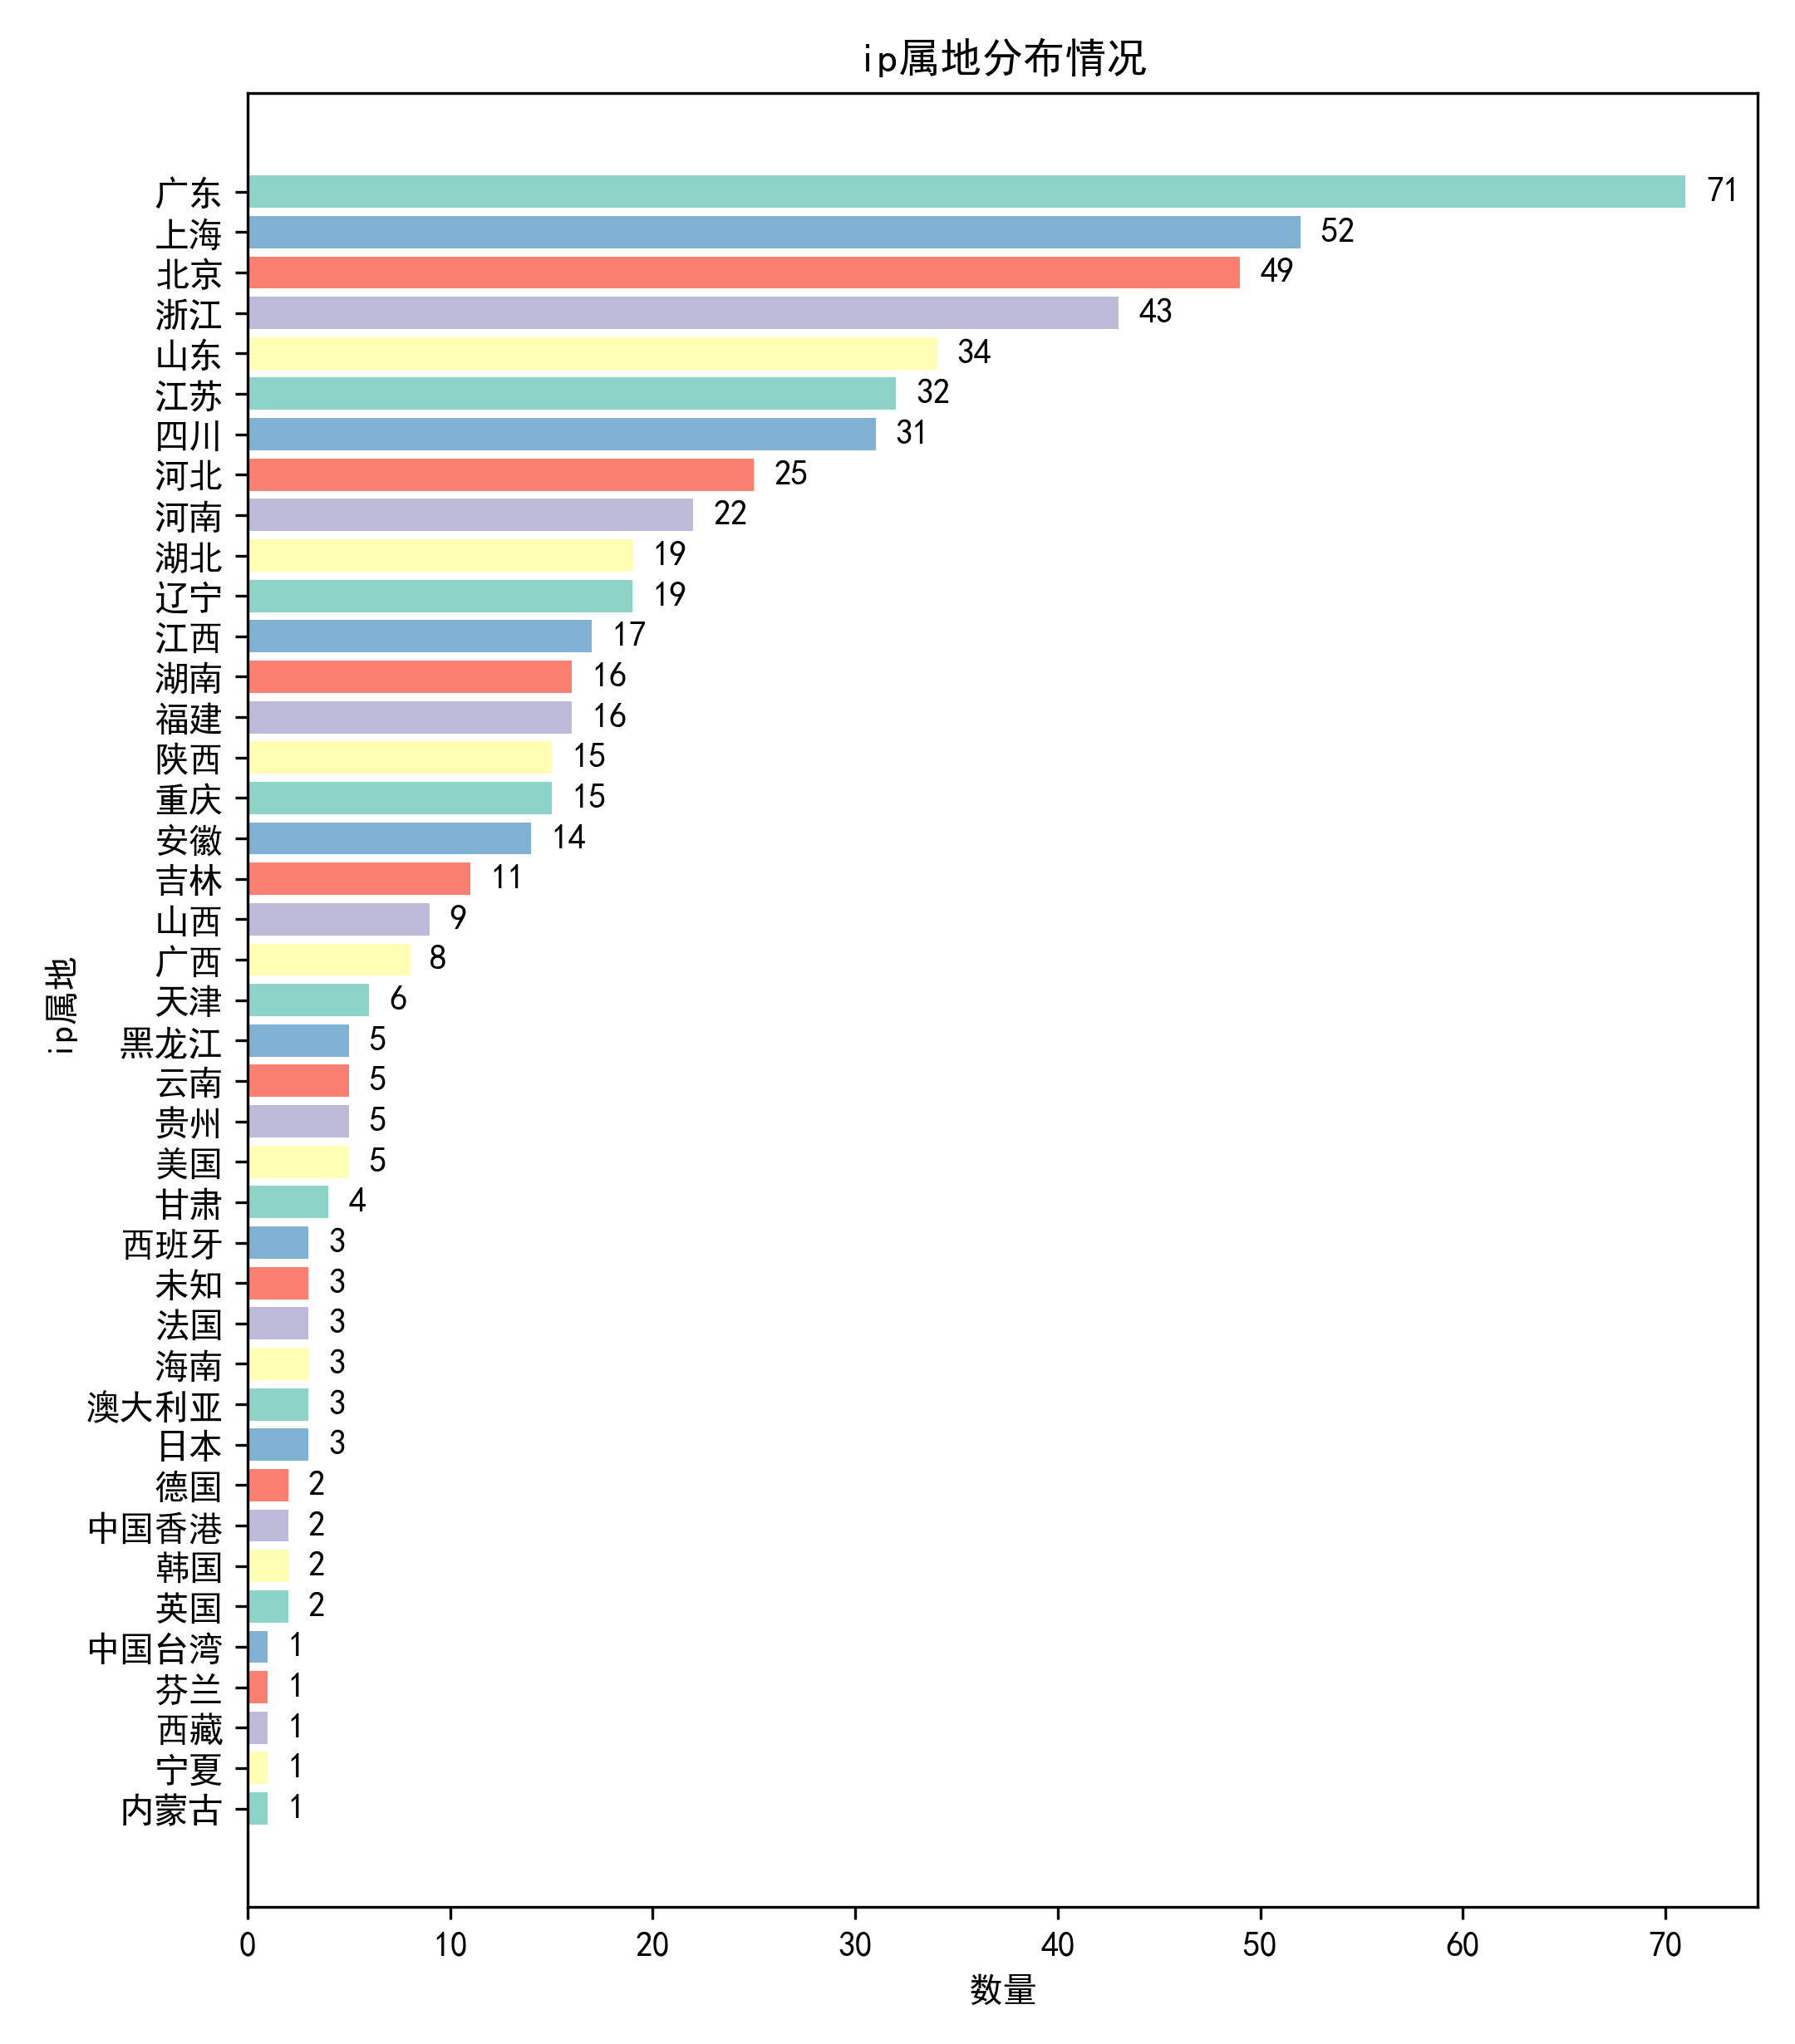 ip属地分布情况
广东 71
上海 52
北京 49
浙江 43
山东 34
江苏 32
四川 31
河北 25
河南 22
湖北 19
辽宁 19
江西 17
湖南 16
福建 16
陕西 15
重庆 15
安徽 14
吉林 11
山西 9
广西 8
天津 6
黑龙江 5
云南 5
贵州 5
美国 5
甘肃 4
西班牙 3
未知 3
法国 3
海南 3
澳大利亚 3
日本 3
德国 2
中国香港 2
韩国 2
英国 2
中国台湾 1
芬兰 1
西藏 1
宁夏 1
内蒙古 1
ip属地
0 10 20 30 40 50 60 70
数量